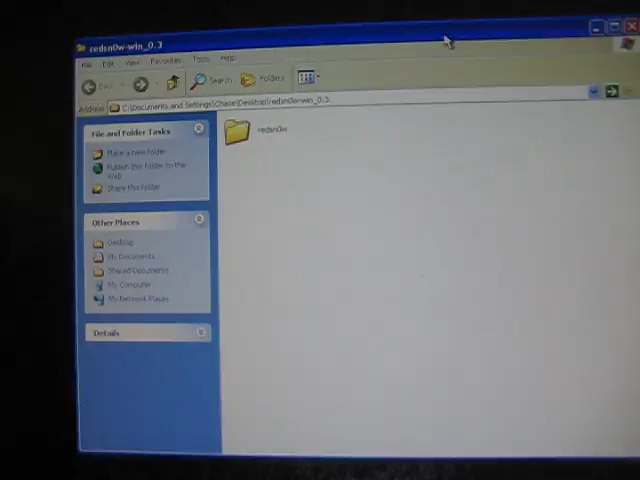 redsn0w-win_0.3
File Edit View Favorites Tools Help
Back Search Folders
Address C:\Documents and Settings\Chase\Desktop\redsn0w-win_0.3
File and Folder Tasks
Make a new folder
Publish this folder to the
Web
Share this folder
Other Places
Desktop
My Documents
Shared Documents
My Computer
My Network Places
Details
redsn0w